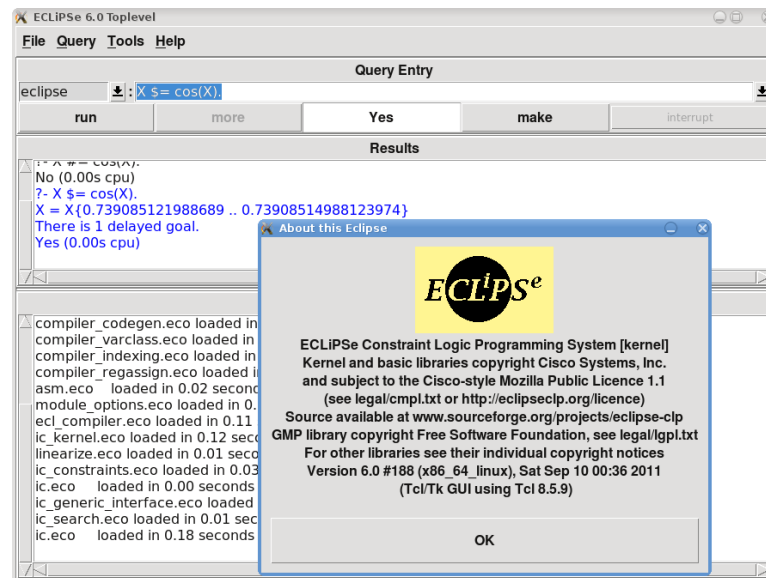 ECLiPSe 6.0 Toplevel
File Query Tools Help
Query Entry
eclipse : X $= cos(X).
run more Yes make interrupt
Results
?- X #= cos(X).
No (0.00s cpu)
?- X $= cos(X).
X = X{0.739085121988689 .. 0.73908514988123974}
There is 1 delayed goal.
Yes (0.00s cpu)
compiler_codegen.eco loaded in
compiler_varclass.eco loaded in
compiler_indexing.eco loaded in
compiler_regassign.eco loaded
asm.eco loaded in 0.02
module_options.eco loaded in 0.
ecl_compiler.eco loaded in 0.11
ic_kernel.eco loaded in 0.12
linearize.eco loaded in 0.01
ic_constraints.eco loaded in 0.03
ic.eco loaded in 0.00 seconds
ic_generic_interface.eco loaded
ic_search.eco loaded in 0.01
ic.eco loaded in 0.18 seconds
About this Eclipse
ECLiPSe
ECLiPSe Constraint Logic Programming System [kernel]
Kernel and basic libraries copyright Cisco Systems, Inc.
and subject to the Cisco-style Mozilla Public Licence 1.1
(see legal/cmpl.txt or http://eclipseclp.org/licence)
Source available at www.sourceforge.org/projects/eclipse-clp
GMP library copyright Free Software Foundation, see legal/lgpl.txt
For other libraries see their individual copyright notices
Version 6.0 #188 (x86_64_linux), Sat Sep 10 00:36 2011
(Tcl/Tk GUI using Tcl 8.5.9)
OK